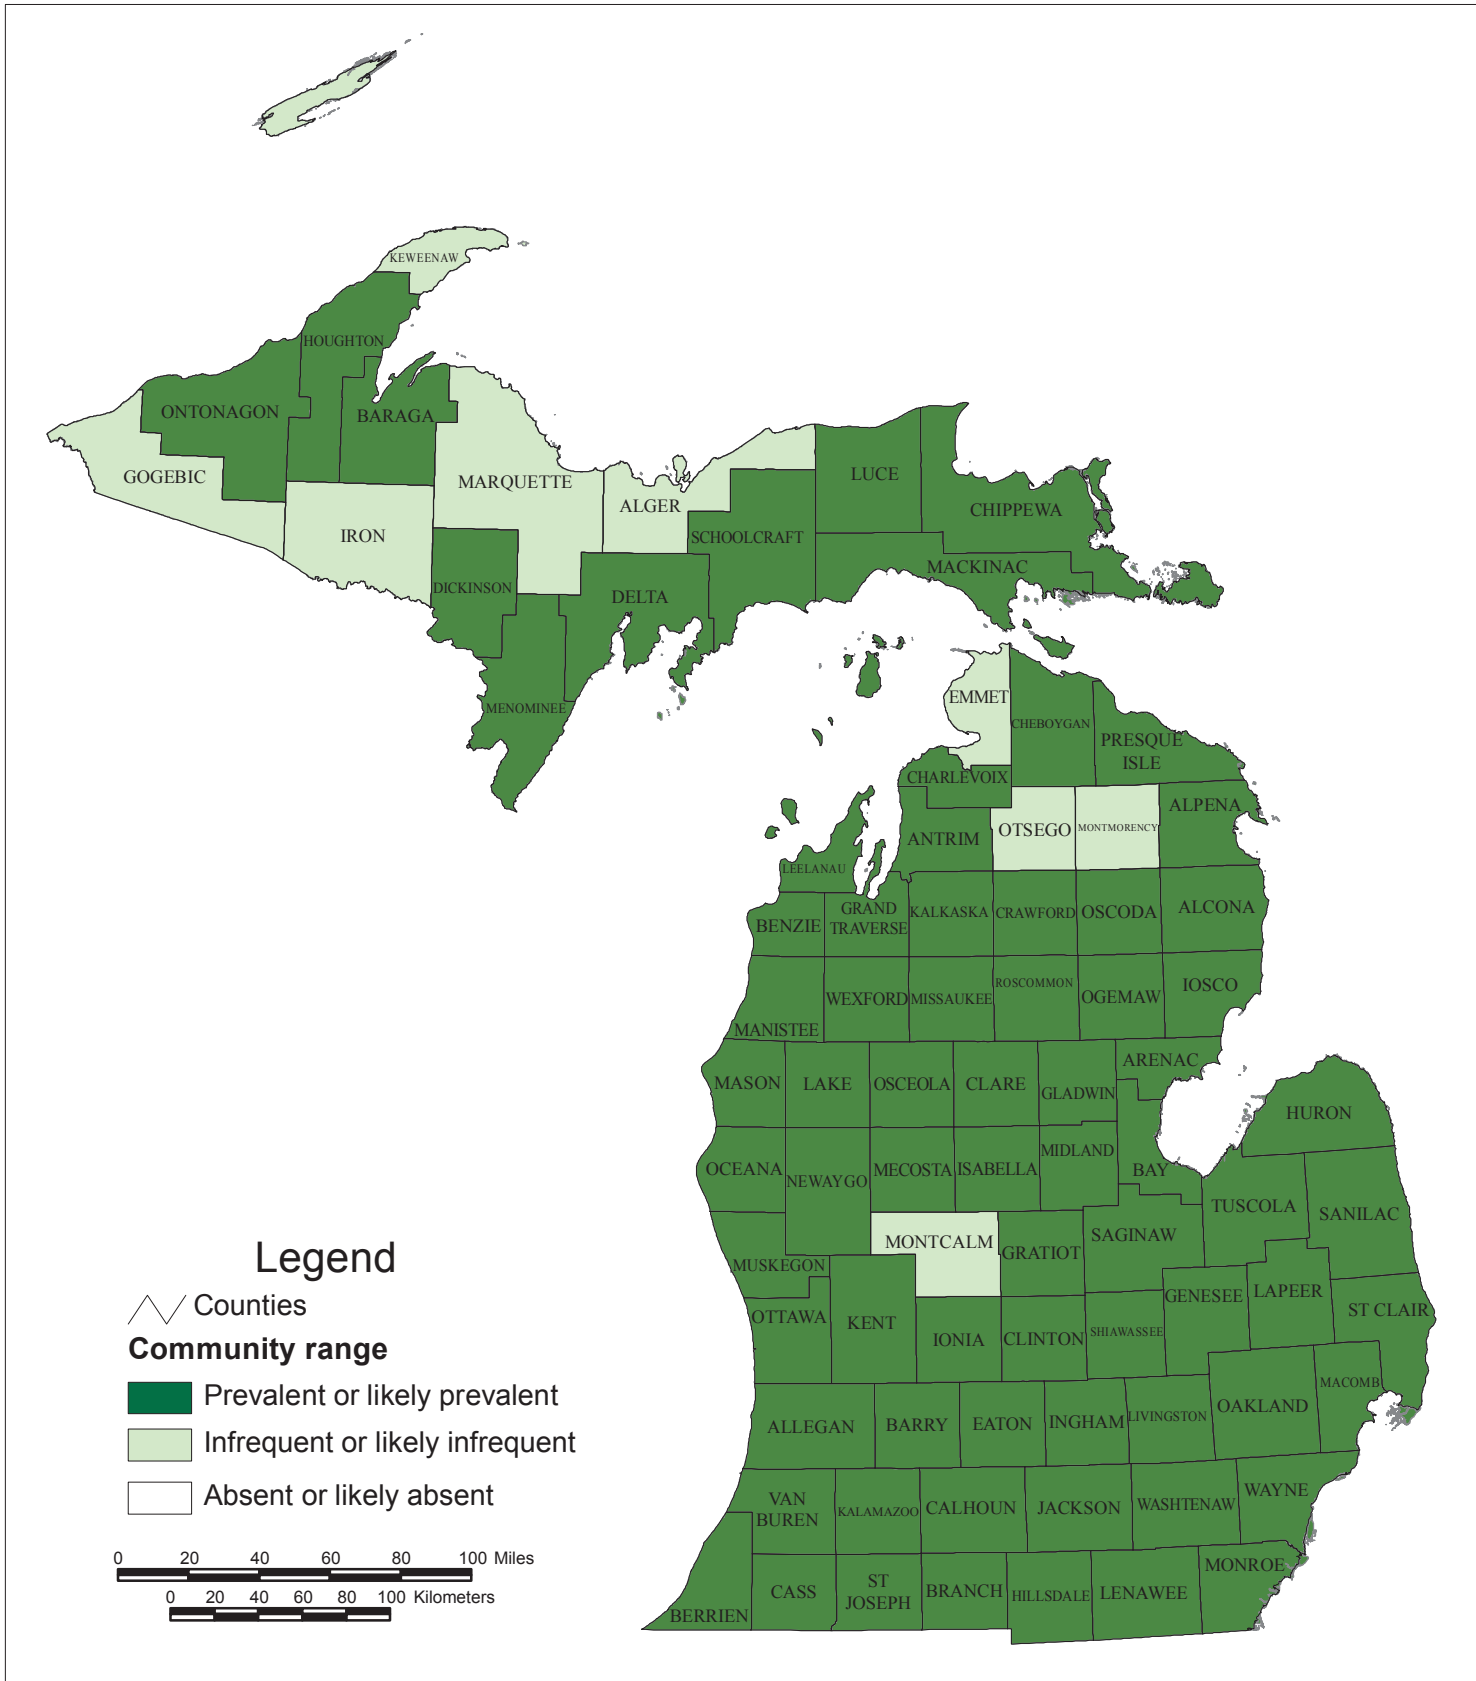 KEWEENAW
HOUGHTON
ONTONAGON
BARAGA
GOGEBIC
MARQUETTE
LUCE
ALGER
CHIPPEWA
IRON
SCHOOLCRAFT
MACKINAC
DICKINSON
DELTA
EMMET
MENOMINEE
CHEBOYGAN
PRESQUE
ISLE
CHARLEVOIX
ALPENA
OTSEGO
MONTMORENCY
ANTRIM
LEELANAU
GRAND
TRAVERSE
KALKASKA
CRAWFORD
OSCODA
ALCONA
BENZIE
WEXFORD
MISSAUKEE
ROSCOMMON
OGEMAW
IOSCO
MANISTEE
ARENAC
MASON
LAKE
OSCEOLA
CLARE
GLADWIN
HURON
OCEANA
NEWAYGO
MECOSTA
ISABELLA
MIDLAND
BAY
TUSCOLA
SANILAC
MONTCALM
GRATIOT
SAGINAW
MUSKEGON
GENESEE
LAPEER
ST CLAIR
OTTAWA
KENT
IONIA
CLINTON
SHIAWASSEE
MACOMB
ALLEGAN
BARRY
EATON
INGHAM
LIVINGSTON
OAKLAND
VAN
BUREN
KALAMAZOO
CALHOUN
JACKSON
WASHTENAW
WAYNE
BERRIEN
CASS
ST
JOSEPH
BRANCH
HILLSDALE
LENAWEE
MONROE
Legend
Counties
Community range
Prevalent or likely prevalent
Infrequent or likely infrequent
Absent or likely absent
0 20 40 60 80 100 Miles
0 20 40 60 80 100 Kilometers